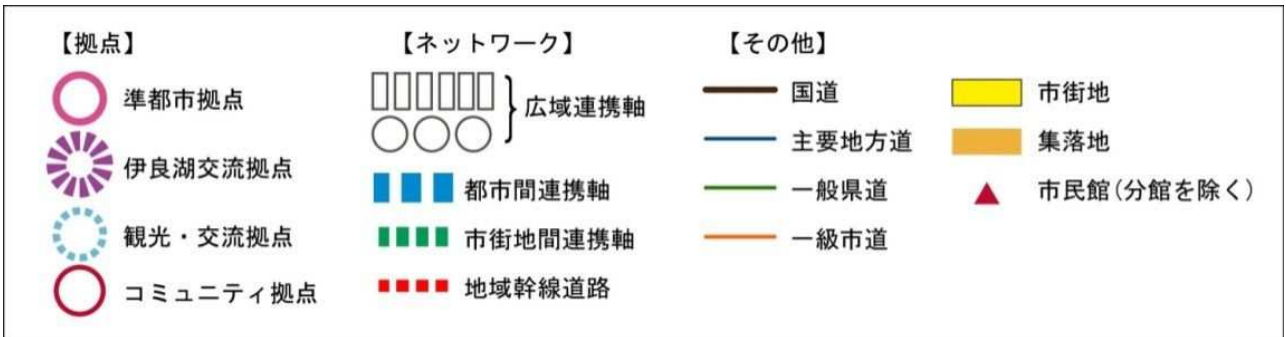 【拠点】
準都市拠点
伊良湖交流拠点
観光・交流拠点
コミュニティ拠点
【ネットワーク】
広域連携軸
都市間連携軸
市街地間連携軸
地域幹線道路
【その他】
国道
主要地方道
一般県道
一級市道
市街地
集落地
市民館(分館を除く)